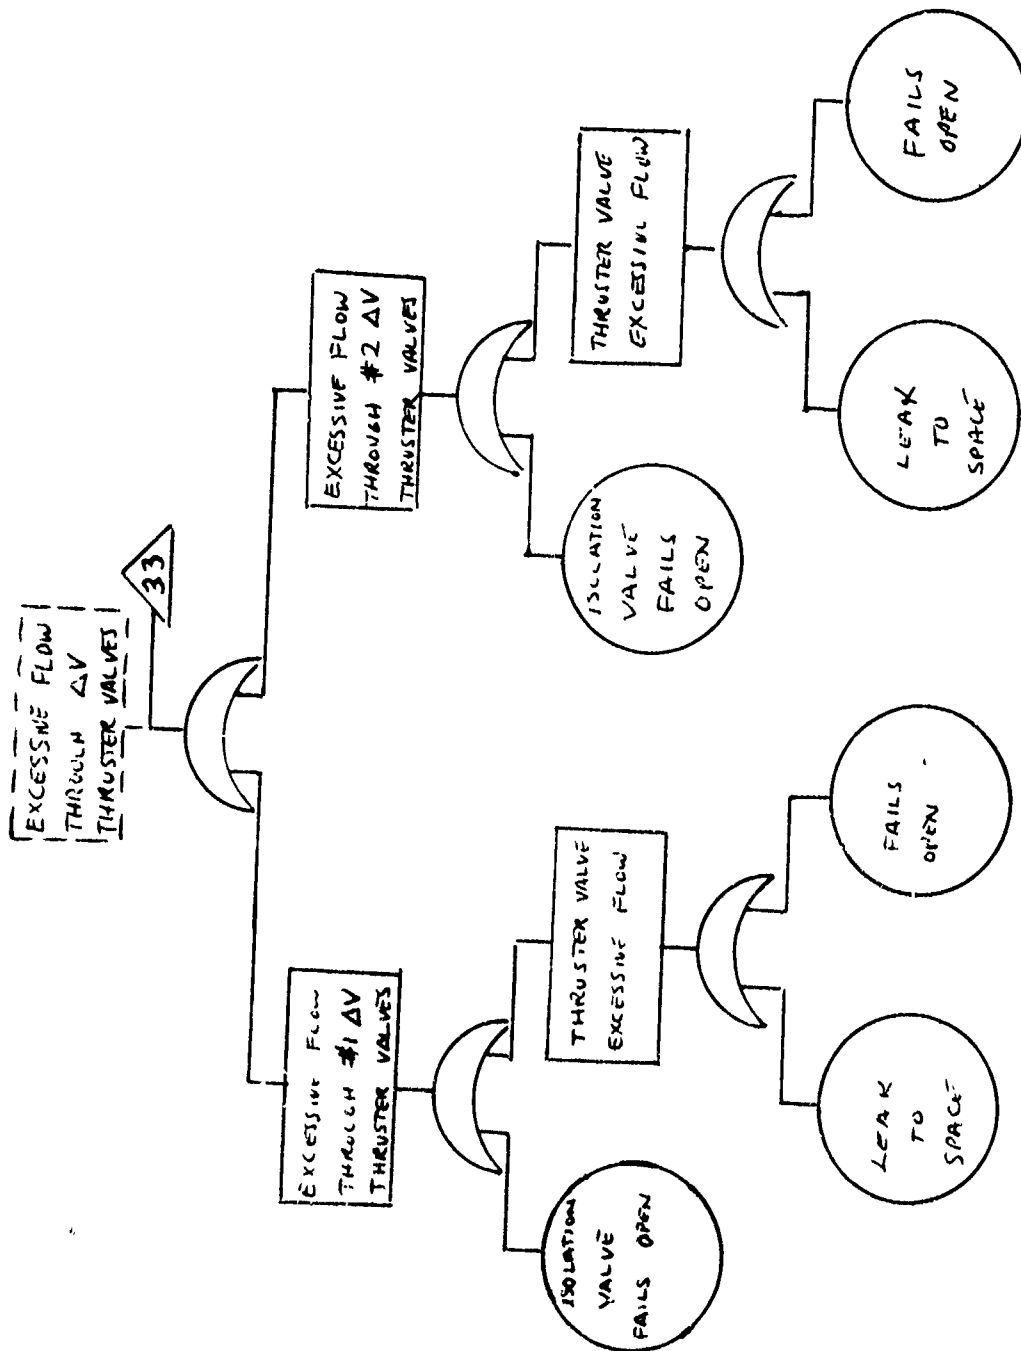 EXCESSIVE FLOW
THROUGH ΔV
THRUSTER VALVES
33
EXCESSIVE FLOW
THROUGH #1 ΔV
THRUSTER VALVES
EXCESSIVE FLOW
THROUGH #2 ΔV
THRUSTER VALVES
ISOLATION
VALVE
FAILS OPEN
THRUSTER VALVE
EXCESSIVE FLOW
ISOLATION
VALVE
FAILS
OPEN
THRUSTER VALVE
EXCESSIVE FLOW
LEAK
TO
SPACE
FAILS
OPEN
LEAK
TO
SPACE
FAILS
OPEN